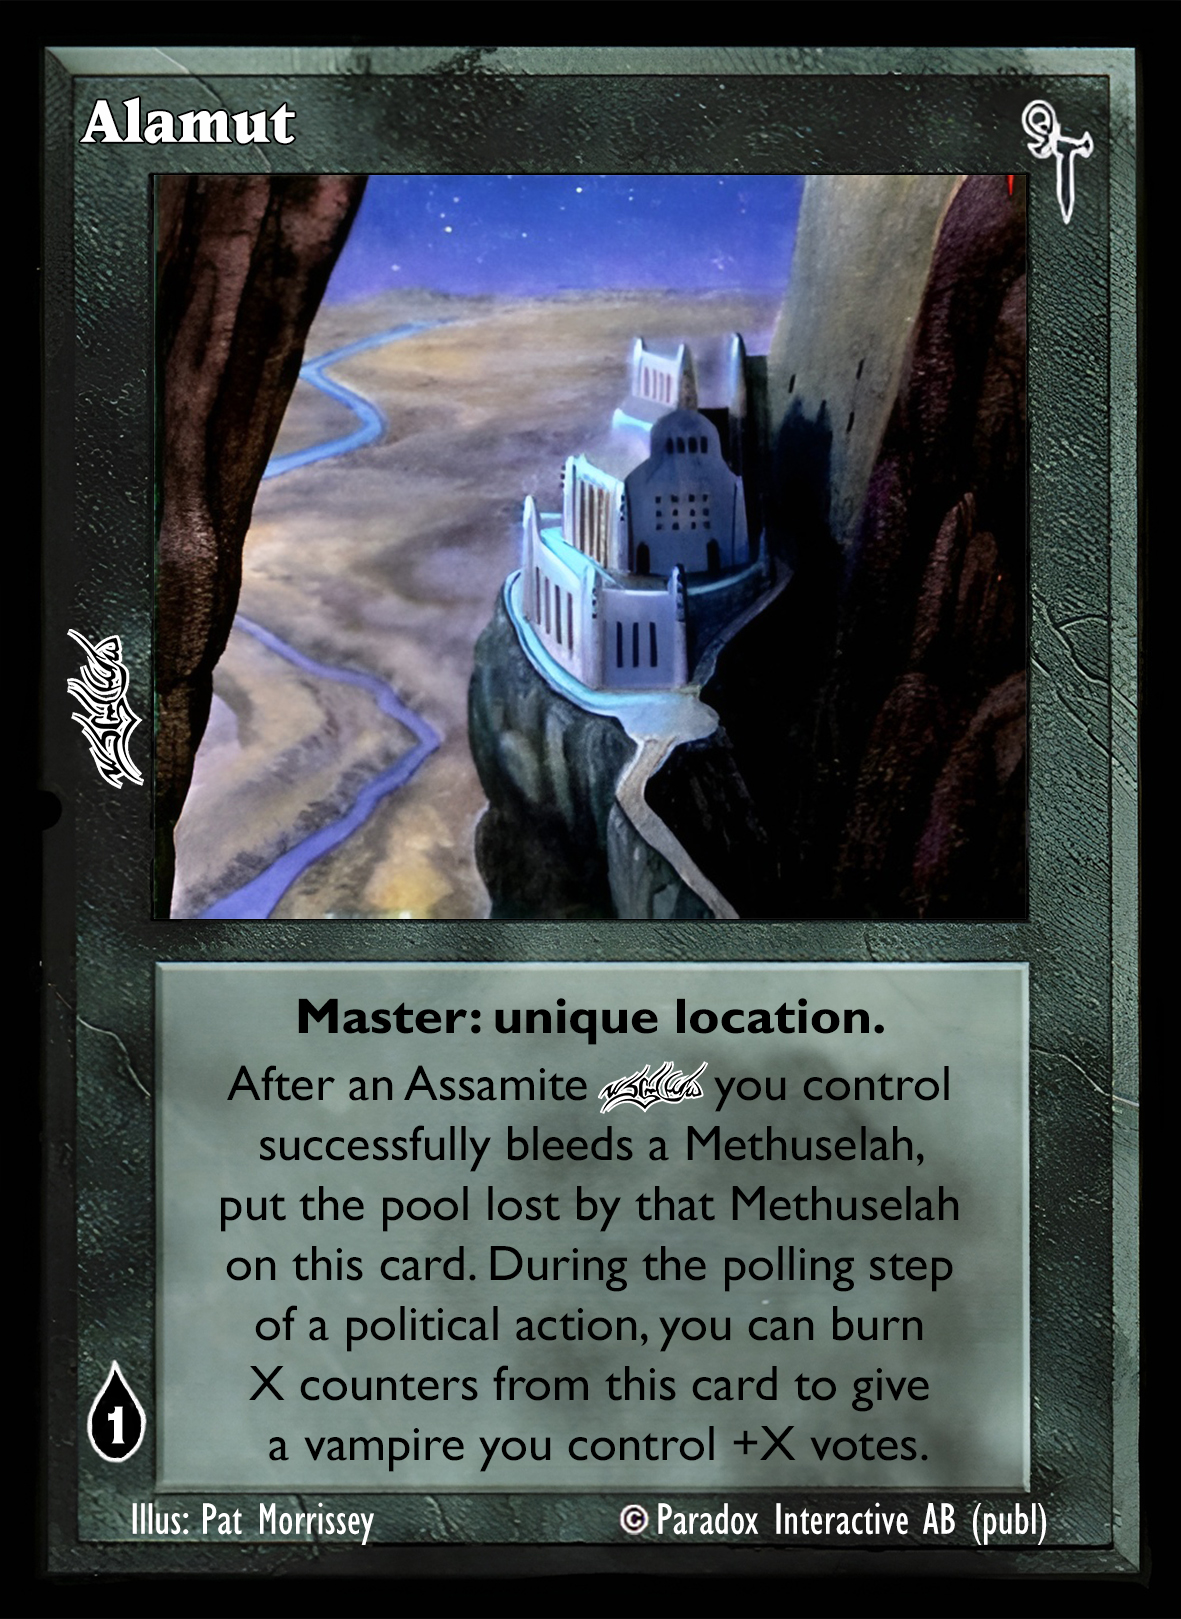 Alamut
Master: unique location.
After an Assamite you control
successfully bleeds a Methuselah,
put the pool lost by that Methuselah
on this card. During the polling step
of a political action, you can burn
X counters from this card to give
a vampire you control +X votes.
1
Illus: Pat Morrissey © Paradox Interactive AB (publ)